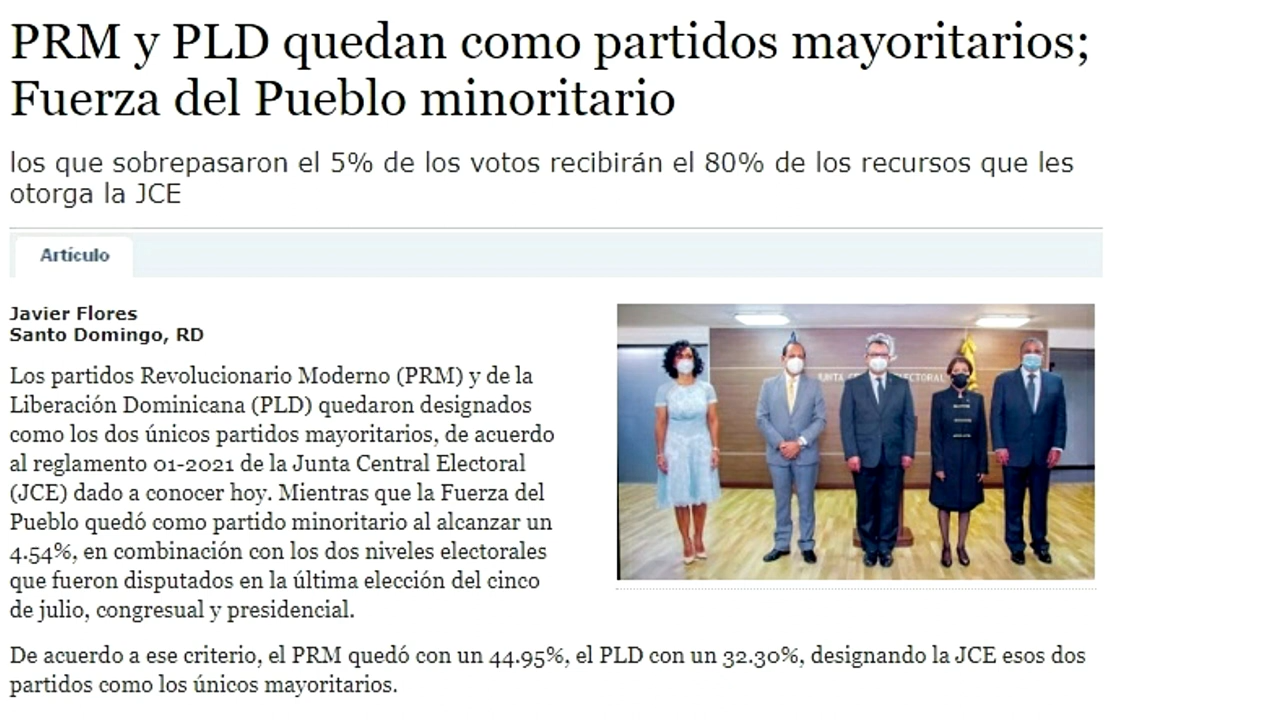 PRM y PLD quedan como partidos mayoritarios;
Fuerza del Pueblo minoritario
los que sobrepasaron el 5% de los votos recibirán el 80% de los recursos que les
otorga la JCE
Artículo
Javier Flores
Santo Domingo, RD
Los partidos Revolucionario Moderno (PRM) y de la
Liberación Dominicana (PLD) quedaron designados
como los dos únicos partidos mayoritarios, de acuerdo
al reglamento 01-2021 de la Junta Central Electoral
(JCE) dado a conocer hoy. Mientras que la Fuerza del
Pueblo quedó como partido minoritario al alcanzar un
4.54%, en combinación con los dos niveles electorales
que fueron disputados en la última elección del cinco
de julio, congresual y presidencial.
JUNTA CE ELECTORAL
De acuerdo a ese criterio, el PRM quedó con un 44.95%, el PLD con un 32.30%, designando la JCE esos dos
partidos como los únicos mayoritarios.